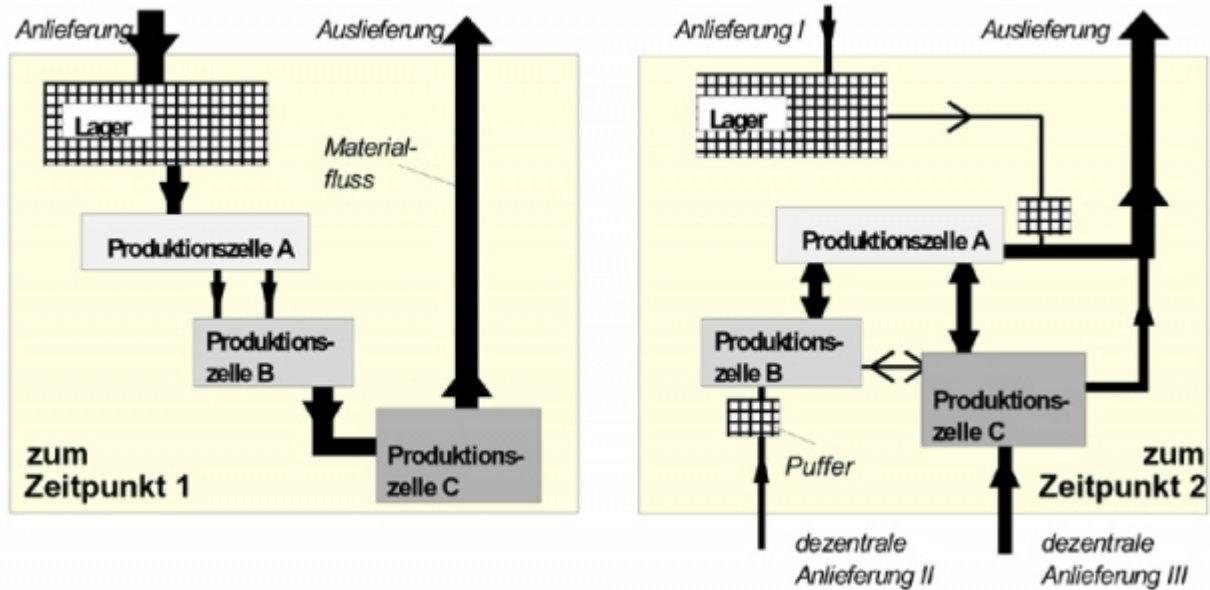 Anlieferung
Auslieferung
Lager
Material-
fluss
Produktionszelle A
Produktions-
zelle B
Produktions-
zelle C
zum
Zeitpunkt 1
Anlieferung I
Auslieferung
Lager
Produktionszelle A
Produktions-
zelle B
Produktions-
zelle C
Puffer
zum
Zeitpunkt 2
dezentrale
Anlieferung II
dezentrale
Anlieferung III